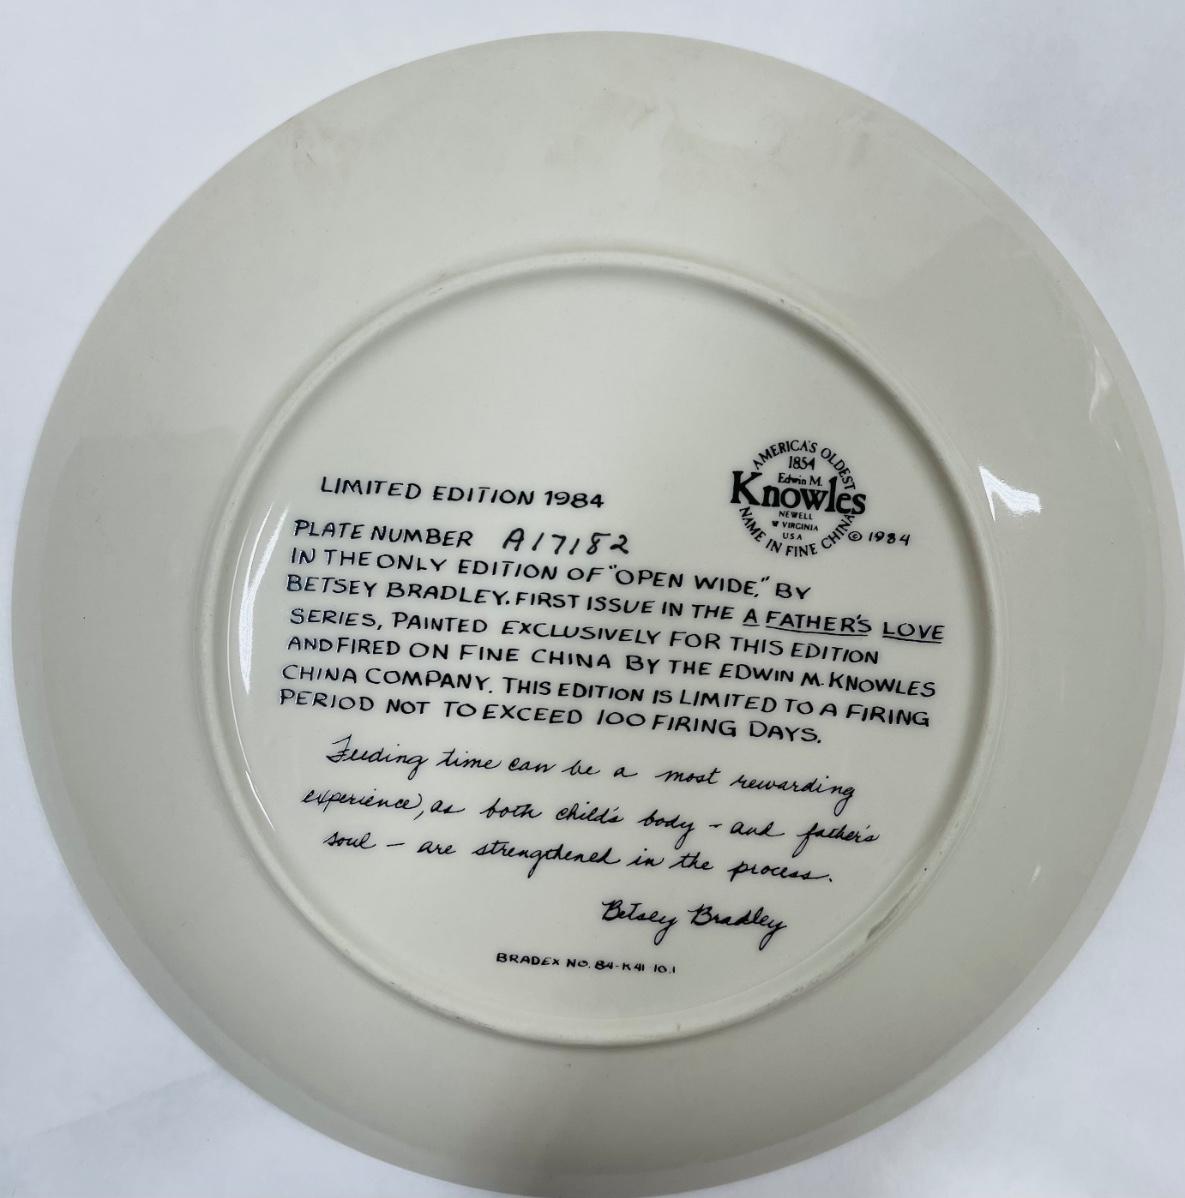 LIMITED EDITION 1984
AMERICA'S OLDEST
1854
Edwin M.
Knowles
NEWELL
W VIRGINIA
USA
NAME IN FINE CHINA
© 1984
PLATE NUMBER A17182
IN THE ONLY EDITION OF "OPEN WIDE," BY
BETSEY BRADLEY. FIRST ISSUE IN THE A FATHER'S LOVE
SERIES, PAINTED EXCLUSIVELY FOR THIS EDITION
AND FIRED ON FINE CHINA BY THE EDWIN M. KNOWLES
CHINA COMPANY. THIS EDITION IS LIMITED TO A FIRING
PERIOD NOT TO EXCEED 100 FIRING DAYS.
Feeding time can be a most rewarding
experience, as both child's body - and father's
soul - are strengthened in the process.
Betsey Bradley
BRADEX NO. 84-K41 10.1